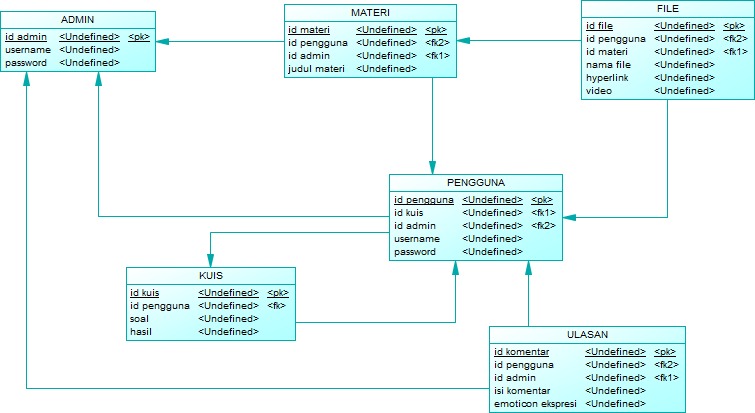 ADMIN
id admin <Undefined> <pk>
username <Undefined>
password <Undefined>
MATERI
id materi <Undefined> <pk>
id pengguna <Undefined> <fk2>
id admin <Undefined> <fk1>
judul materi <Undefined>
FILE
id file <Undefined> <pk>
id pengguna <Undefined> <fk2>
id materi <Undefined> <fk1>
nama file <Undefined>
hyperlink <Undefined>
video <Undefined>
PENGGUNA
id pengguna <Undefined> <pk>
id kuis <Undefined> <fk1>
id admin <Undefined> <fk2>
username <Undefined>
password <Undefined>
KUIS
id kuis <Undefined> <pk>
id pengguna <Undefined> <fk>
soal <Undefined>
hasil <Undefined>
ULASAN
id komentar <Undefined> <pk>
id pengguna <Undefined> <fk2>
id admin <Undefined> <fk1>
isi komentar <Undefined>
emoticon ekspresi <Undefined>